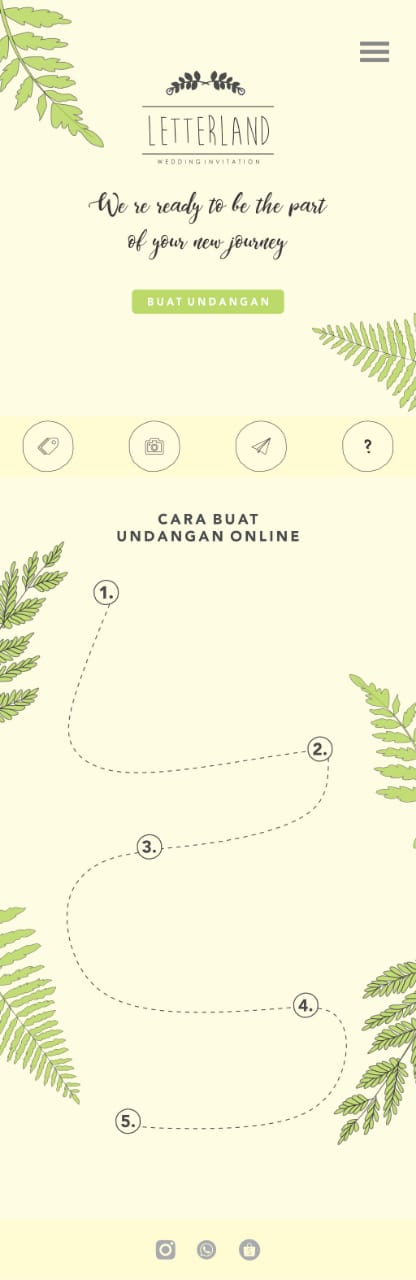 LETTERLAND
WEDDING INVITATION
We re ready to be the part
of your new journey
BUAT UNDANGAN
?
CARA BUAT
UNDANGAN ONLINE
1.
2.
3.
4.
5.